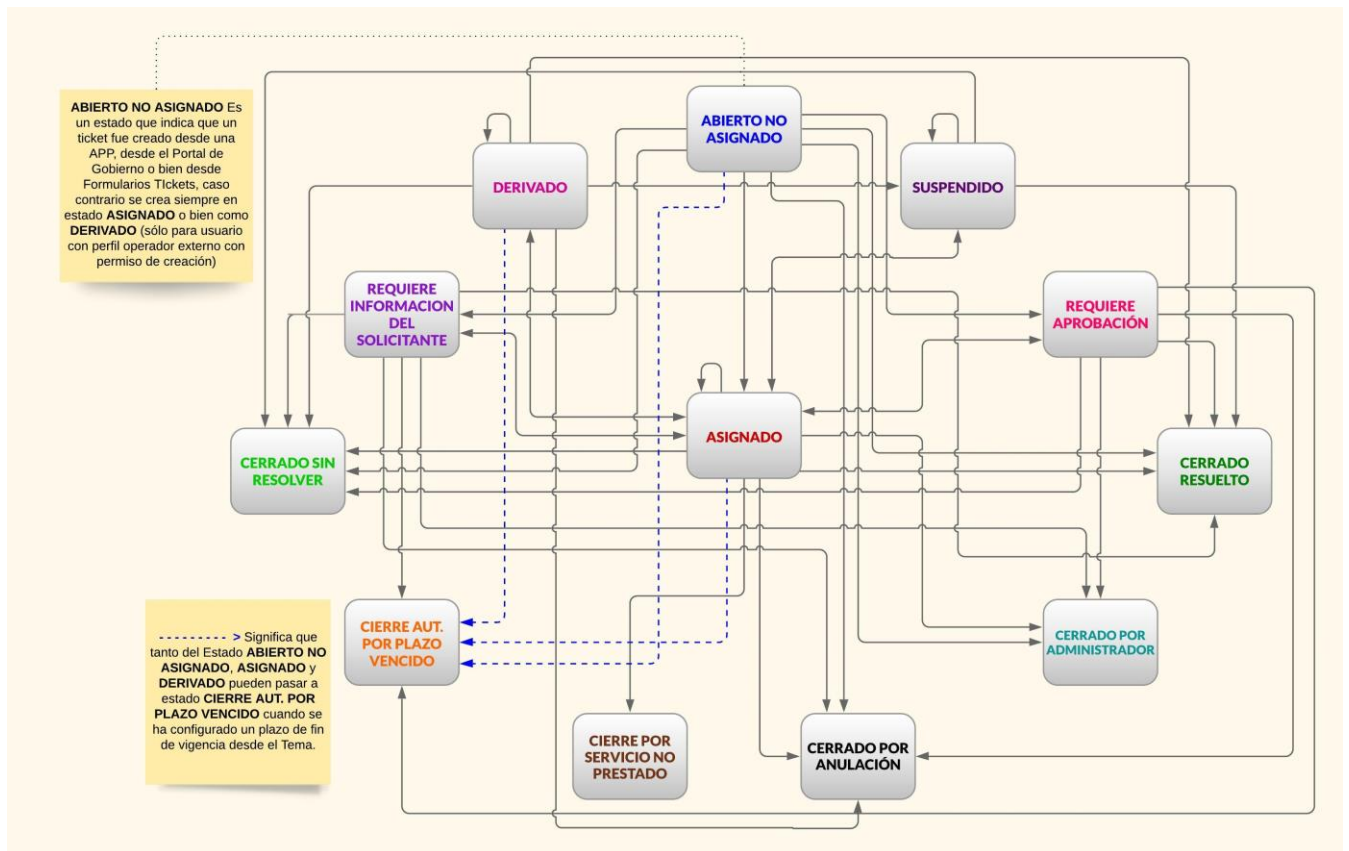 ABIERTO NO ASIGNADO Es
un estado que indica que un
ticket fue creado desde una
APP, desde el Portal de
Gobierno o bien desde
Formularios TIckets, caso
contrario se crea siempre en
estado ASIGNADO o bien como
DERIVADO (sólo para usuario
con perfil operador externo con
permiso de creación)
ABIERTO NO
ASIGNADO
DERIVADO
SUSPENDIDO
REQUIERE
INFORMACION
DEL
SOLICITANTE
REQUIERE
APROBACIÓN
ASIGNADO
CERRADO SIN
RESOLVER
CERRADO
RESUELTO
--------- > Significa que
tanto del Estado ABIERTO NO
ASIGNADO, ASIGNADO y
DERIVADO pueden pasar a
estado CIERRE AUT. POR
PLAZO VENCIDO cuando se
ha configurado un plazo de fin
de vigencia desde el Tema.
CIERRE AUT.
POR PLAZO
VENCIDO
CERRADO POR
ADMINISTRADOR
CIERRE POR
SERVICIO NO
PRESTADO
CERRADO POR
ANULACIÓN